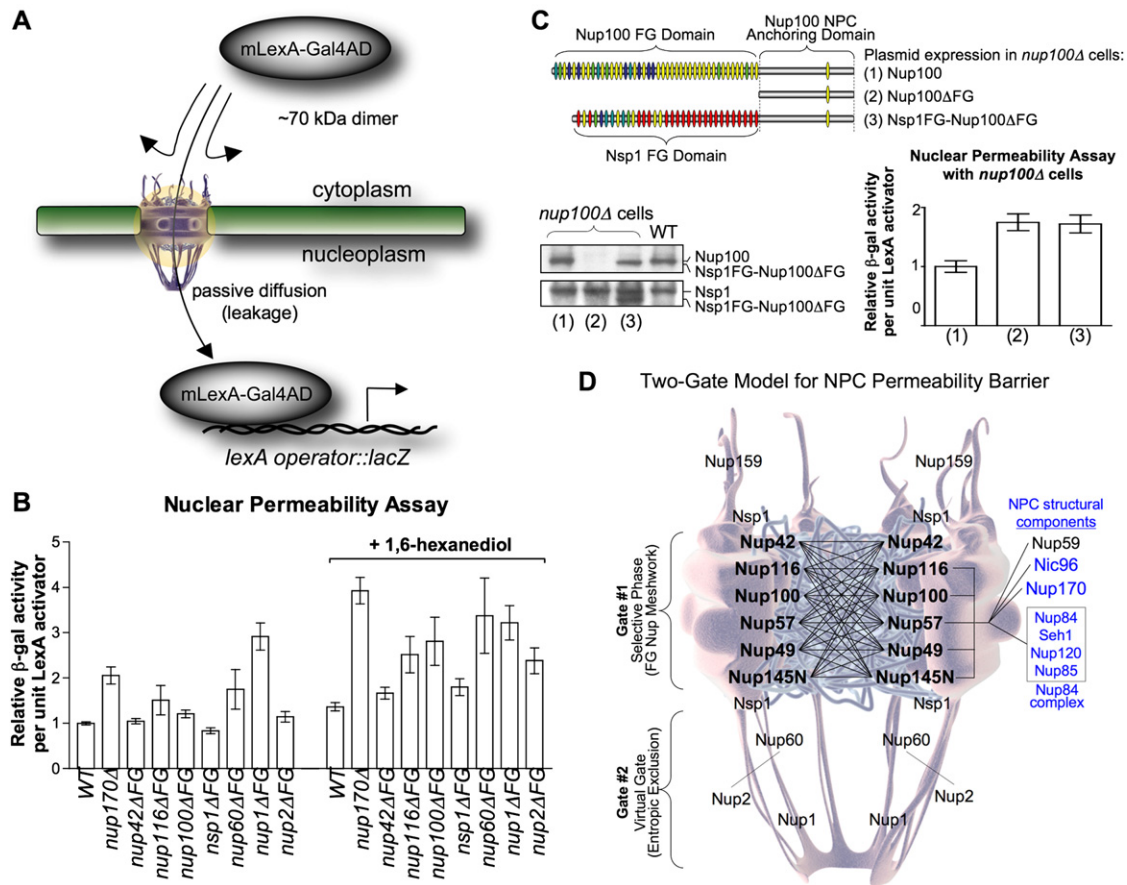 A
mLexA-Gal4AD
~70 kDa dimer
cytoplasm
nucleoplasm
passive diffusion
(leakage)
mLexA-Gal4AD
lexA operator::lacZ
B
Nuclear Permeability Assay
+ 1,6-hexanediol
Relative β-gal activity
per unit LexA activator
5
4
3
2
1
0
WT
nup170Δ
nup42ΔFG
nup116ΔFG
nup100ΔFG
nsp1ΔFG
nup60ΔFG
nup1ΔFG
nup2ΔFG
WT
nup170Δ
nup42ΔFG
nup116ΔFG
nup100ΔFG
nsp1ΔFG
nup60ΔFG
nup1ΔFG
nup2ΔFG
C
Nup100 FG Domain
Nup100 NPC
Anchoring Domain
Plasmid expression in nup100Δ cells:
(1) Nup100
(2) Nup100ΔFG
(3) Nsp1FG-Nup100ΔFG
Nsp1 FG Domain
nup100Δ cells
WT
Nup100
Nsp1FG-Nup100ΔFG
Nsp1
Nsp1FG-Nup100ΔFG
(1) (2) (3)
Nuclear Permeability Assay
with nup100Δ cells
Relative β-gal activity
per unit LexA activator
2
1
0
(1) (2) (3)
D
Two-Gate Model for NPC Permeability Barrier
Nup159
Nup159
Nsp1
Nsp1
Nup42
Nup42
Nup116
Nup116
Nup100
Nup100
Nup57
Nup57
Nup49
Nup49
Nup145N
Nup145N
Nsp1
Nsp1
Nup60
Nup60
Nup2
Nup2
Nup1
Nup1
Gate #1
Selective Phase
(FG Nup Meshwork)
Gate #2
Virtual Gate
(Entropic Exclusion)
NPC structural
components
Nup59
Nic96
Nup170
Nup84
Seh1
Nup120
Nup85
Nup84
complex